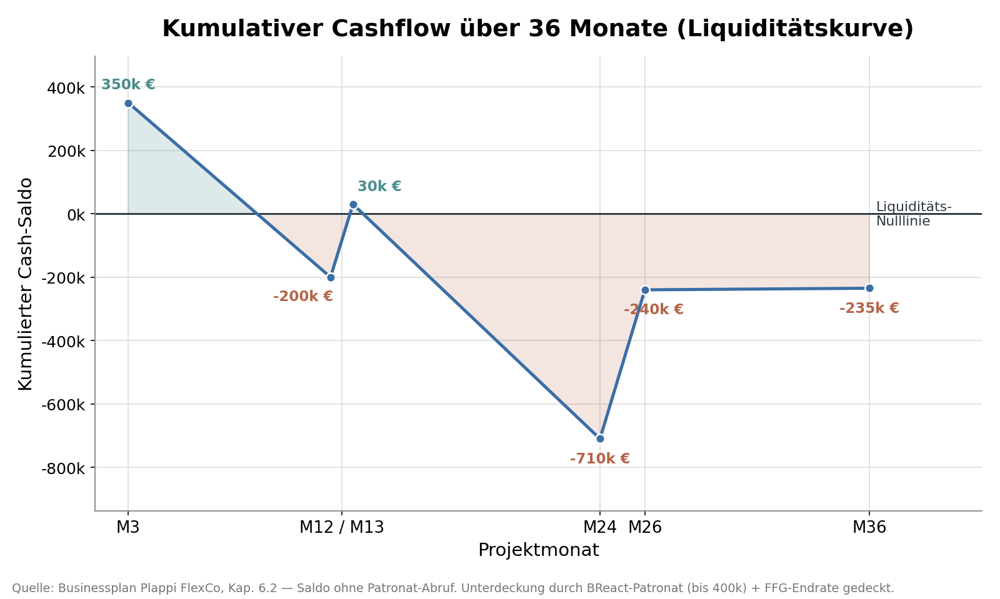 Kumulativer Cashflow über 36 Monate (Liquiditätskurve)
Kumulierter Cash-Saldo
400k
200k
0k
-200k
-400k
-600k
-800k
350k €
-200k €
30k €
-710k €
-240k €
-235k €
Liquiditäts-
Nulllinie
M3
M12 / M13
M24
M26
M36
Projektmonat
Quelle: Businessplan Plappi FlexCo, Kap. 6.2 — Saldo ohne Patronat-Abruf. Unterdeckung durch BReact-Patronat (bis 400k) + FFG-Endrate gedeckt.